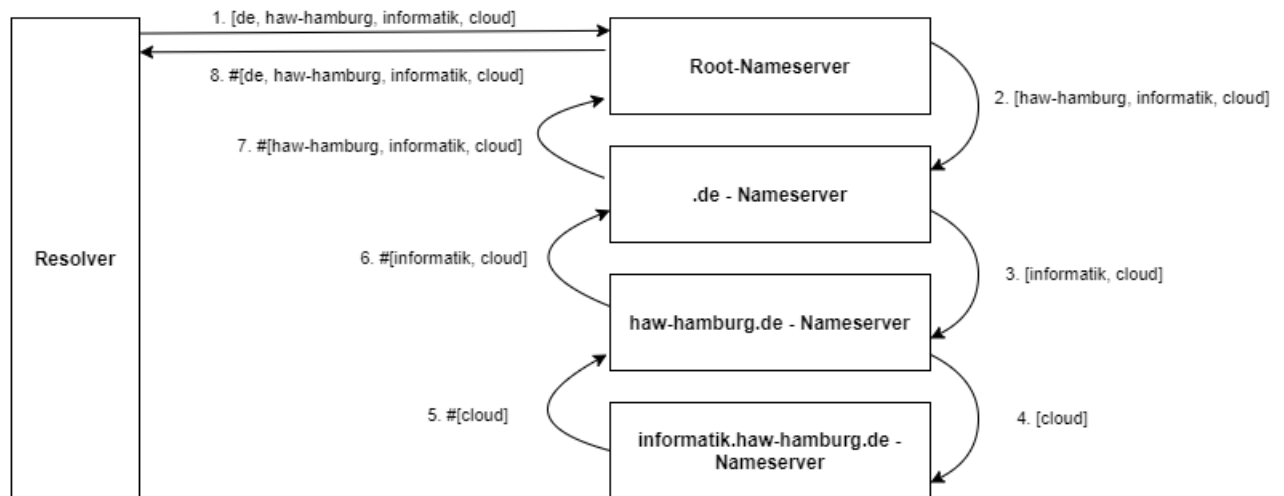 1. [de, haw-hamburg, informatik, cloud]
Root-Nameserver
8. #[de, haw-hamburg, informatik, cloud]
2. [haw-hamburg, informatik, cloud]
7. #[haw-hamburg, informatik, cloud]
.de - Nameserver
Resolver
6. #[informatik, cloud]
3. [informatik, cloud]
haw-hamburg.de - Nameserver
5. #[cloud]
4. [cloud]
informatik.haw-hamburg.de -
Nameserver